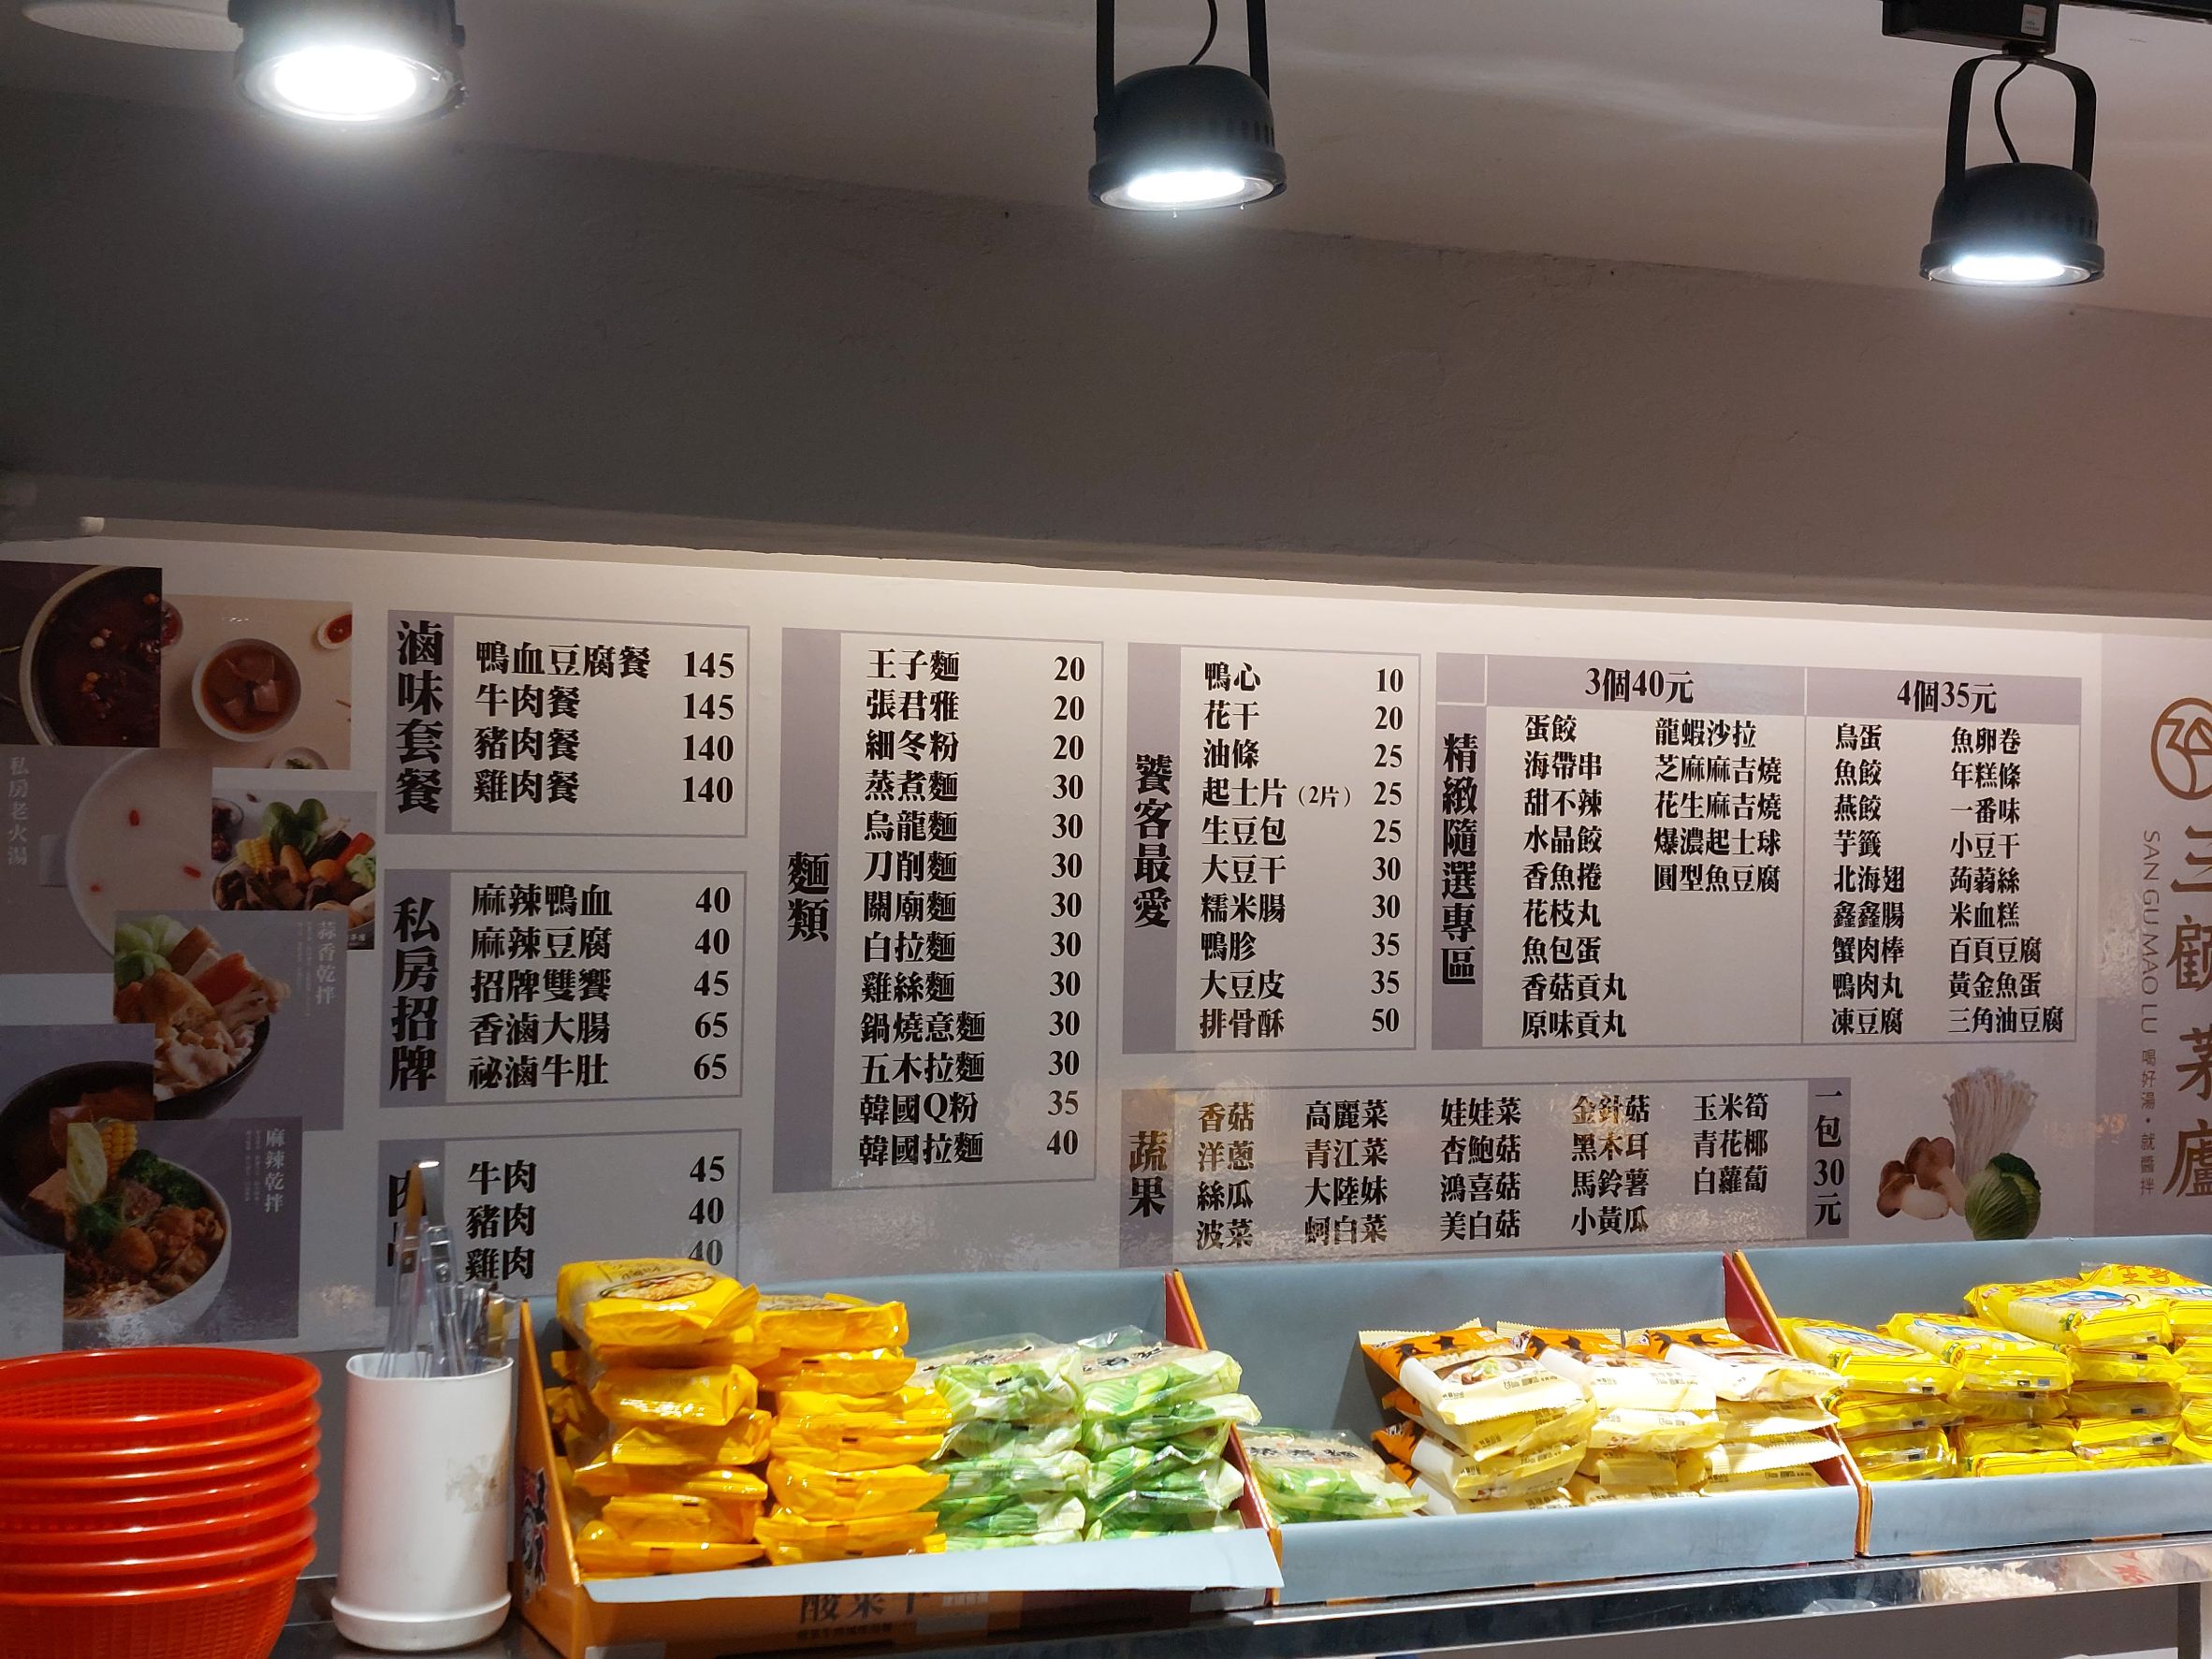 滷味套餐
鴨血豆腐餐 145
牛肉餐 145
豬肉餐 140
雞肉餐 140
私房招牌
麻辣鴨血 40
麻辣豆腐 40
招牌雙饗 45
香滷大腸 65
祕滷牛肚 65
牛肉 45
豬肉 40
雞肉 40
麵類
王子麵 20
張君雅 20
細冬粉 20
蒸煮麵 30
烏龍麵 30
刀削麵 30
關廟麵 30
白拉麵 30
雞絲麵 30
鍋燒意麵 30
五木拉麵 30
韓國Q粉 35
韓國拉麵 40
饕客最愛
鴨心 10
花干 20
油條 25
起士片(2片) 25
生豆包 25
大豆干 30
糯米腸 30
鴨胗 35
大豆皮 35
排骨酥 50
精緻隨選專區
3個40元
蛋餃 龍蝦沙拉
海帶串 芝麻麻吉燒
甜不辣 花生麻吉燒
水晶餃 爆濃起士球
香魚捲 圓型魚豆腐
花枝丸
魚包蛋
香菇貢丸
原味貢丸
4個35元
鳥蛋 魚卵卷
魚餃 年糕條
燕餃 一番味
芋籤 小豆干
北海翅 蒟蒻絲
鑫鑫腸 米血糕
蟹肉棒 百頁豆腐
鴨肉丸 黃金魚蛋
凍豆腐 三角油豆腐
蔬果
香菇 高麗菜 娃娃菜 金針菇 玉米筍
洋蔥 青江菜 杏鮑菇 黑木耳 青花椰
絲瓜 大陸妹 鴻喜菇 馬鈴薯 白蘿蔔
波菜 蚵白菜 美白菇 小黃瓜
一包30元
三顧茅廬
SAN GU MAO LU 喝好湯・就醬拌
私房老火湯
蒜香乾拌
麻辣乾拌